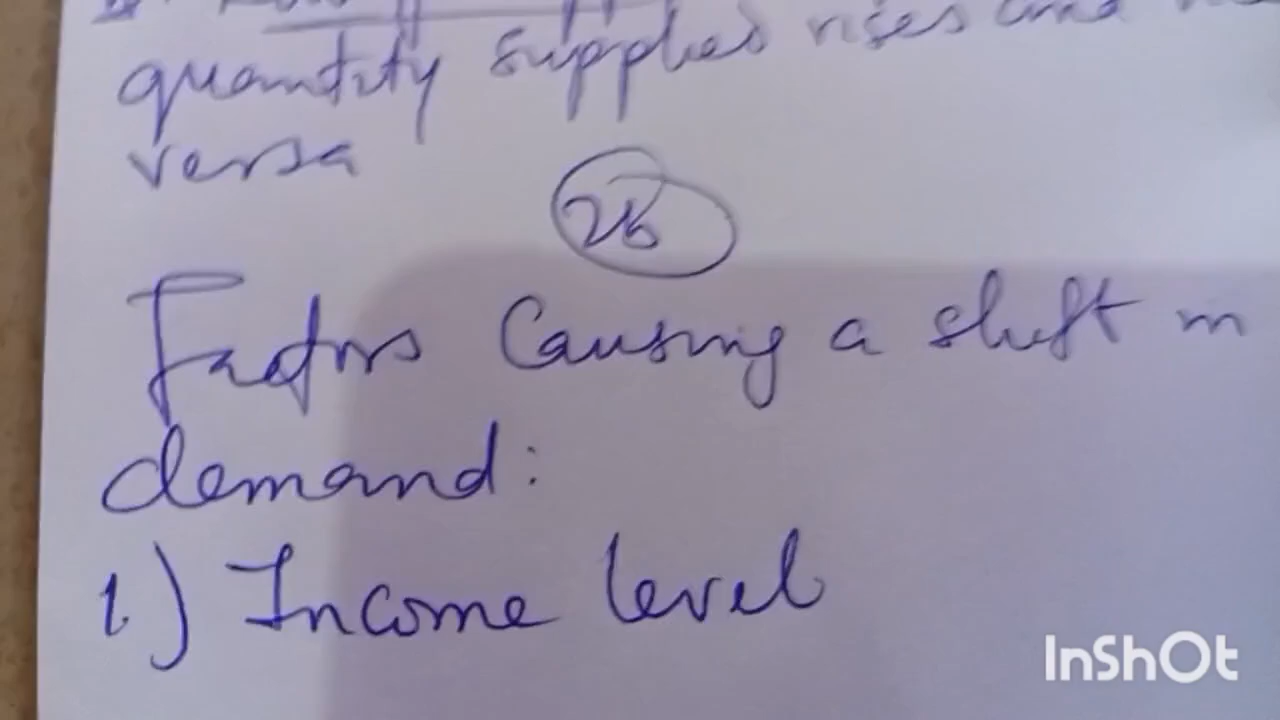 quantity supplied rises and
versa
26
Factors Causing a shift in
demand:
1.) Income level
InShOt